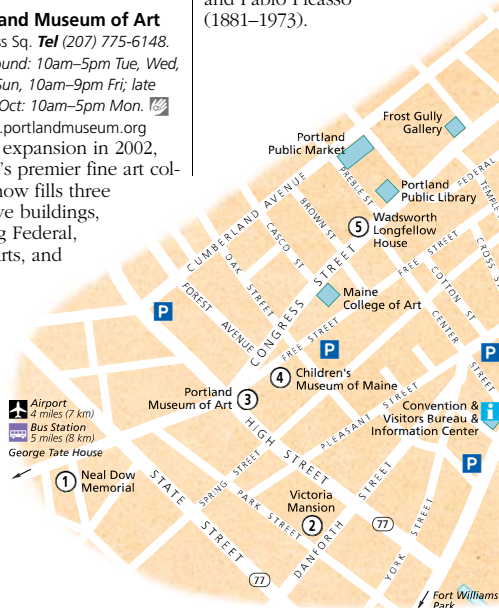 land Museum of Art
ss Sq. Tel (207) 775-6148.
ound: 10am–5pm Tue, Wed,
Sun, 10am–9pm Fri; late
Oct: 10am–5pm Mon.
.portlandmuseum.org
expansion in 2002,
's premier fine art col-
now fills three
ve buildings,
g Federal,
arts, and
and Pablo Picasso
(1881–1973).
Frost Gully
Gallery
Portland
Public Market
PREBLE ST
FEDERAL
TEMPLE
Portland
Public Library
CUMBERLAND AVENUE
BROWN ST
5
Wadsworth
Longfellow
House
CASCO ST
OAK STREET
FREE STREET
CROSS S
COTTON ST
CENTER STREET
FOREST AVENUE
CONGRESS STREET
Maine
College of Art
P
FREE STREET
P
P
4
Children's
Museum of Maine
Portland
Museum of Art
3
PLEASANT STREET
Convention &
Visitors Bureau &
Information Center
i
Airport
4 miles (7 km)
Bus Station
5 miles (8 km)
George Tate House
HIGH STREET
P
1
Neal Dow
Memorial
STATE STREET
SPRING STREET
PARK STREET
Victoria
Mansion
2
77
DANFORTH STREET
YORK STREET
77
Fort Williams
Park